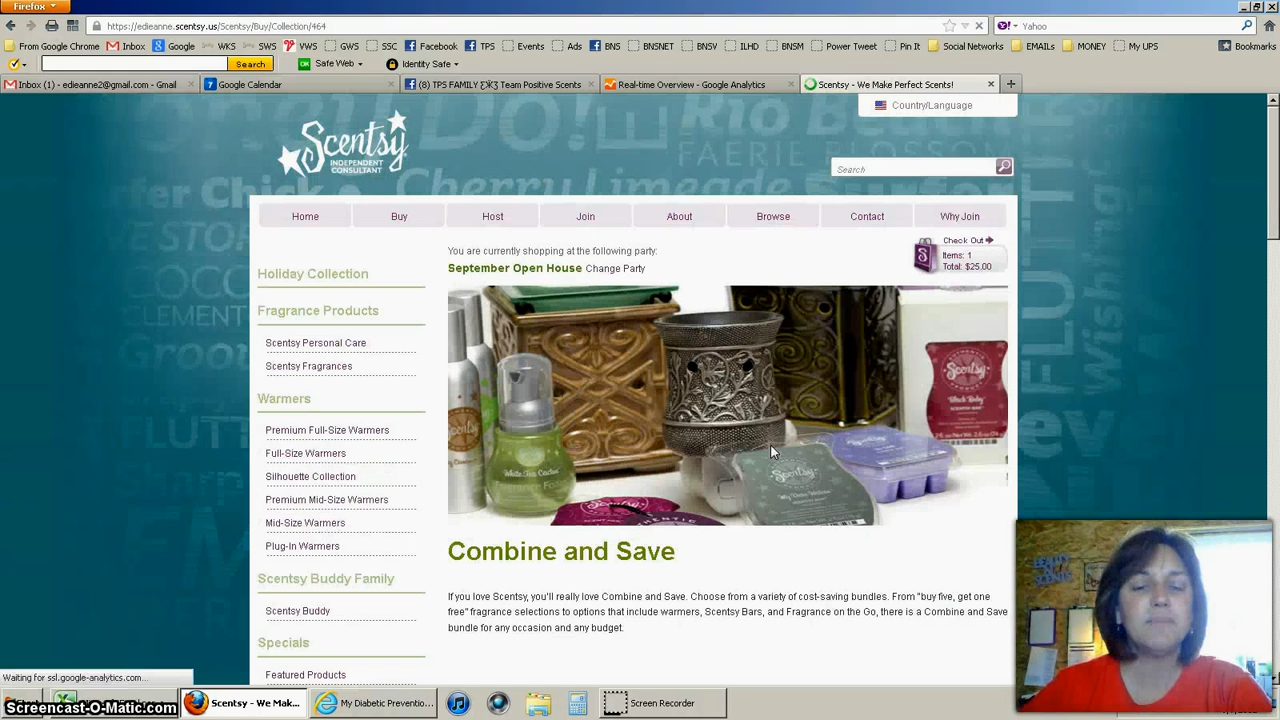 Firefox
https://edieanne.scentsy.us/Scentsy/Buy/Collection/464
Yahoo
From Google Chrome Inbox Google WKS SWS VWS GWS SSC Facebook TPS Events Ads BNS BNSNET BNSV ILHD BNSM Power Tweet Pin It Social Networks EMAILs MONEY My UPS Bookmarks
Search Safe Web Identity Safe
Inbox (1) - edieanne2@gmail.com - Gmail
Google Calendar
(8) TPS FAMILY Team Positive Scents
Real-time Overview - Google Analytics
Scentsy - We Make Perfect Scents!
Country/Language
Scentsy
INDEPENDENT
CONSULTANT
FAERIE BLOSSOM
Cherry Limeade
Search
Home Buy Host Join About Browse Contact Why Join
You are currently shopping at the following party:
September Open House Change Party
Check Out
Items: 1
Total: $25.00
Holiday Collection
Fragrance Products
Scentsy Personal Care
Scentsy Fragrances
Warmers
Premium Full-Size Warmers
Full-Size Warmers
Silhouette Collection
Premium Mid-Size Warmers
Mid-Size Warmers
Plug-In Warmers
Scentsy Buddy Family
Scentsy Buddy
Specials
Featured Products
Scentsy
Combine and Save
If you love Scentsy, you'll really love Combine and Save. Choose from a variety of cost-saving bundles. From "buy five, get one
free" fragrance selections to options that include warmers, Scentsy Bars, and Fragrance on the Go, there is a Combine and Save
bundle for any occasion and any budget.
Waiting for ssl.google-analytics.com...
Scentsy - We Mak...
My Diabetic Preventio...
Screen Recorder
Screencast-O-Matic.com